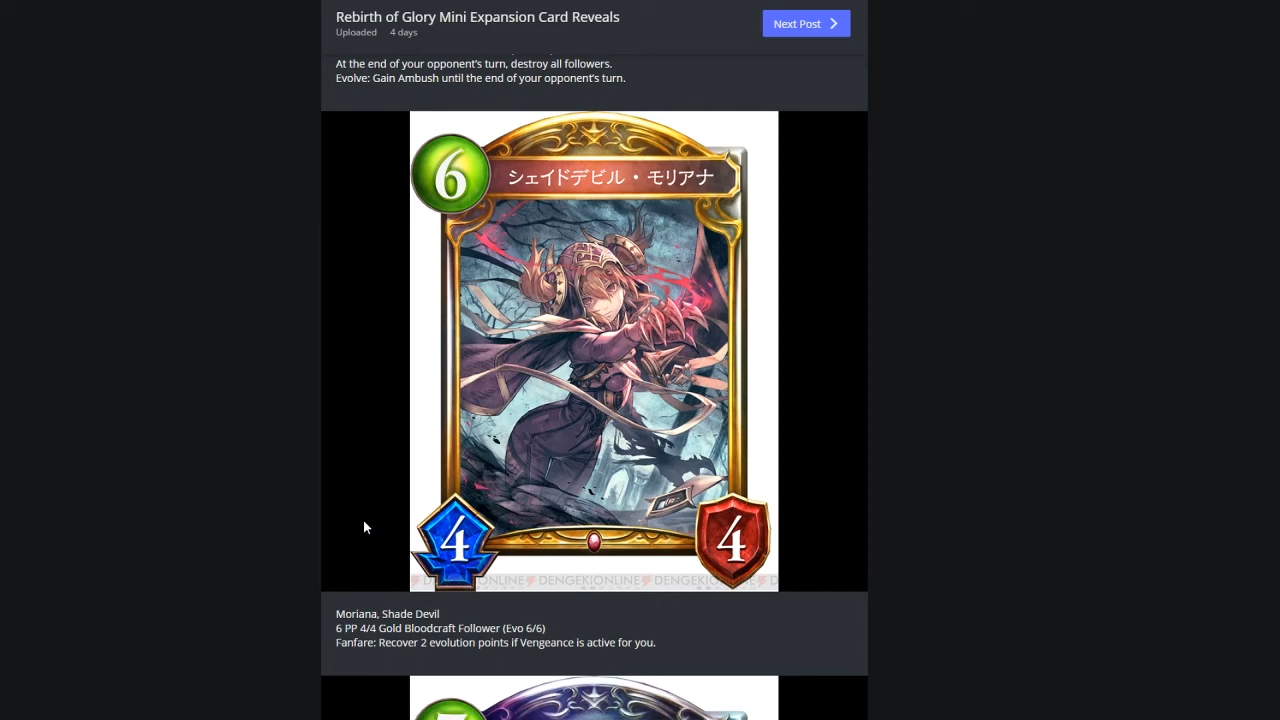 Rebirth of Glory Mini Expansion Card Reveals
Uploaded 4 days
Next Post
At the end of your opponent's turn, destroy all followers.
Evolve: Gain Ambush until the end of your opponent's turn.
6
シェイドデビル・モリアナ
4
4
ONLINE DENGEKIONLINE DENGEKIONLINE
Moriana, Shade Devil
6 PP 4/4 Gold Bloodcraft Follower (Evo 6/6)
Fanfare: Recover 2 evolution points if Vengeance is active for you.